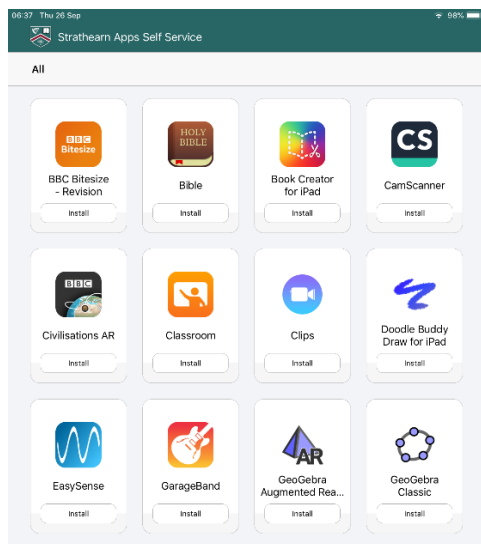 06:37 Thu 26 Sep 98%
Strathearn Apps Self Service
All
BBC
Bitesize
HOLY
BIBLE
CS
BBC Bitesize
- Revision
Bible
Book Creator
for iPad
CamScanner
Install Install Install Install
BBC
Civilisations AR
Classroom
Clips
Doodle Buddy
Draw for iPad
Install Install Install Install
AR
EasySense
GarageBand
GeoGebra
Augmented Rea...
GeoGebra
Classic
Install Install Install Install